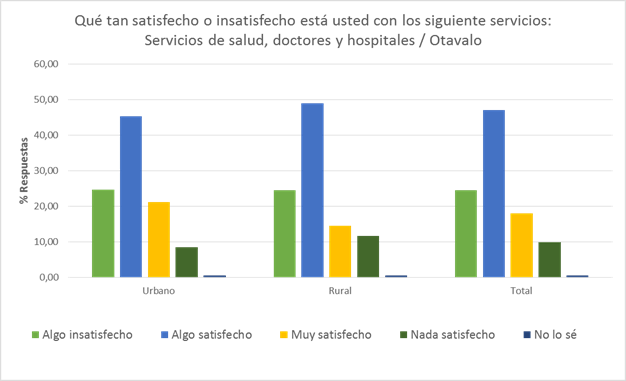 Qué tan satisfecho o insatisfecho está usted con los siguiente servicios:
Servicios de salud, doctores y hospitales / Otavalo
60,00
50,00
40,00
30,00
20,00
10,00
0,00
% Respuestas
Urbano Rural Total
Algo insatisfecho Algo satisfecho Muy satisfecho Nada satisfecho No lo sé